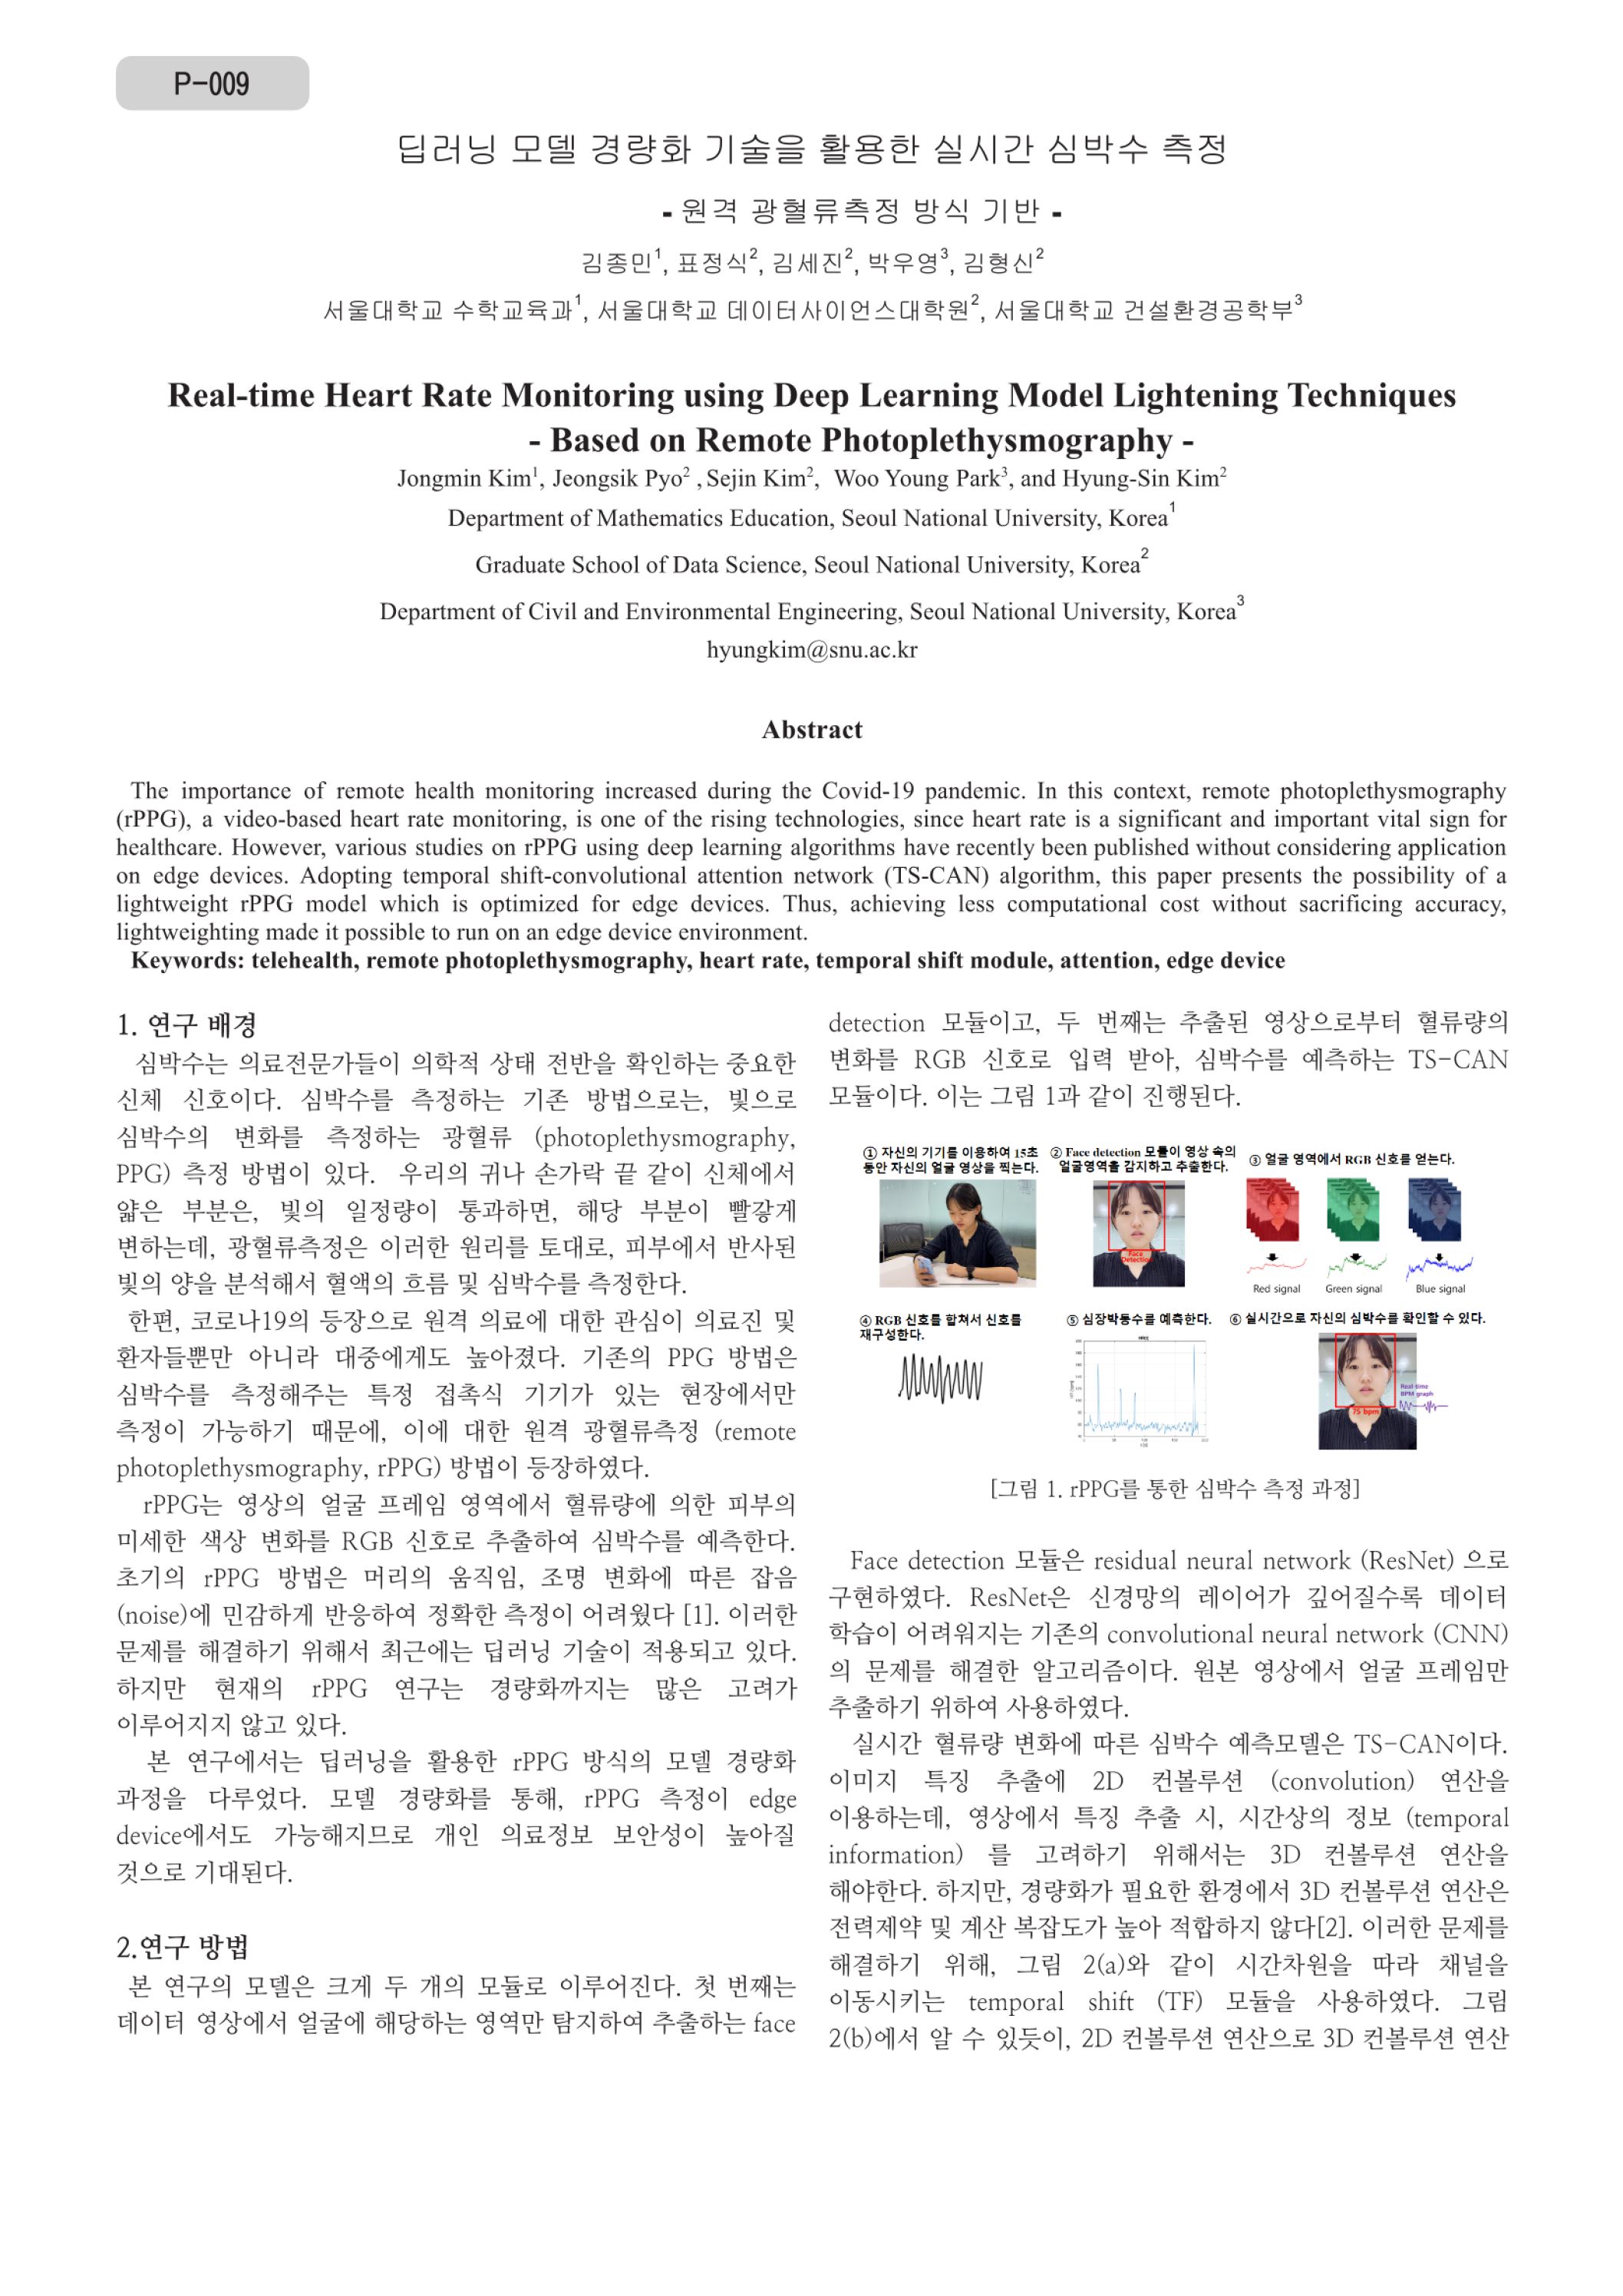 P-009
딥러닝 모델 경량화 기술을 활용한 실시간 심박수 측정
- 원격 광혈류측정 방식 기반 -
김종민1, 표정식2, 김세진2, 박우영3, 김형신2
서울대학교 수학교육과1, 서울대학교 데이터사이언스대학원2, 서울대학교 건설환경공학부3
Real-time Heart Rate Monitoring using Deep Learning Model Lightening Techniques
- Based on Remote Photoplethysmography -
Jongmin Kim1, Jeongsik Pyo2 , Sejin Kim2, Woo Young Park3, and Hyung-Sin Kim2
Department of Mathematics Education, Seoul National University, Korea1
Graduate School of Data Science, Seoul National University, Korea2
Department of Civil and Environmental Engineering, Seoul National University, Korea3
hyungkim@snu.ac.kr
Abstract
The importance of remote health monitoring increased during the Covid-19 pandemic. In this context, remote photoplethysmography
(rPPG), a video-based heart rate monitoring, is one of the rising technologies, since heart rate is a significant and important vital sign for
healthcare. However, various studies on rPPG using deep learning algorithms have recently been published without considering application
on edge devices. Adopting temporal shift-convolutional attention network (TS-CAN) algorithm, this paper presents the possibility of a
lightweight rPPG model which is optimized for edge devices. Thus, achieving less computational cost without sacrificing accuracy,
lightweighting made it possible to run on an edge device environment.
Keywords: telehealth, remote photoplethysmography, heart rate, temporal shift module, attention, edge device
1. 연구 배경
심박수는 의료전문가들이 의학적 상태 전반을 확인하는 중요한
신체 신호이다. 심박수를 측정하는 기존 방법으로는, 빛으로
심박수의 변화를 측정하는 광혈류 (photoplethysmography,
PPG) 측정 방법이 있다. 우리의 귀나 손가락 끝 같이 신체에서
얇은 부분은, 빛의 일정량이 통과하면, 해당 부분이 빨갛게
변하는데, 광혈류측정은 이러한 원리를 토대로, 피부에서 반사된
빛의 양을 분석해서 혈액의 흐름 및 심박수를 측정한다.
한편, 코로나19의 등장으로 원격 의료에 대한 관심이 의료진 및
환자들뿐만 아니라 대중에게도 높아졌다. 기존의 PPG 방법은
심박수를 측정해주는 특정 접촉식 기기가 있는 현장에서만
측정이 가능하기 때문에, 이에 대한 원격 광혈류측정 (remote
photoplethysmography, rPPG) 방법이 등장하였다.
rPPG는 영상의 얼굴 프레임 영역에서 혈류량에 의한 피부의
미세한 색상 변화를 RGB 신호로 추출하여 심박수를 예측한다.
초기의 rPPG 방법은 머리의 움직임, 조명 변화에 따른 잡음
(noise)에 민감하게 반응하여 정확한 측정이 어려웠다 [1]. 이러한
문제를 해결하기 위해서 최근에는 딥러닝 기술이 적용되고 있다.
하지만 현재의 rPPG 연구는 경량화까지는 많은 고려가
이루어지지 않고 있다.
본 연구에서는 딥러닝을 활용한 rPPG 방식의 모델 경량화
과정을 다루었다. 모델 경량화를 통해, rPPG 측정이 edge
device에서도 가능해지므로 개인 의료정보 보안성이 높아질
것으로 기대된다.
2.연구 방법
본 연구의 모델은 크게 두 개의 모듈로 이루어진다. 첫 번째는
데이터 영상에서 얼굴에 해당하는 영역만 탐지하여 추출하는 face
detection 모듈이고, 두 번째는 추출된 영상으로부터 혈류량의
변화를 RGB 신호로 입력 받아, 심박수를 예측하는 TS-CAN
모듈이다. 이는 그림 1과 같이 진행된다.
① 자신의 기기를 이용하여 15초
동안 자신의 얼굴 영상을 찍는다.
② Face detection 모듈이 영상 속의
얼굴영역을 감지하고 추출한다.
Face
Detection
③ 얼굴 영역에서 RGB 신호를 얻는다.
Red signal Green signal Blue signal
④ RGB 신호를 합쳐서 신호를
재구성한다.
⑤ 심장박동수를 예측한다.
⑥ 실시간으로 자신의 심박수를 확인할 수 있다.
Real-time
BPM graph
75 bpm
[그림 1. rPPG를 통한 심박수 측정 과정]
Face detection 모듈은 residual neural network (ResNet) 으로
구현하였다. ResNet은 신경망의 레이어가 깊어질수록 데이터
학습이 어려워지는 기존의 convolutional neural network (CNN)
의 문제를 해결한 알고리즘이다. 원본 영상에서 얼굴 프레임만
추출하기 위하여 사용하였다.
실시간 혈류량 변화에 따른 심박수 예측모델은 TS-CAN이다.
이미지 특징 추출에 2D 컨볼루션 (convolution) 연산을
이용하는데, 영상에서 특징 추출 시, 시간상의 정보 (temporal
information) 를 고려하기 위해서는 3D 컨볼루션 연산을
해야한다. 하지만, 경량화가 필요한 환경에서 3D 컨볼루션 연산은
전력제약 및 계산 복잡도가 높아 적합하지 않다[2]. 이러한 문제를
해결하기 위해, 그림 2(a)와 같이 시간차원을 따라 채널을
이동시키는 temporal shift (TF) 모듈을 사용하였다. 그림
2(b)에서 알 수 있듯이, 2D 컨볼루션 연산으로 3D 컨볼루션 연산